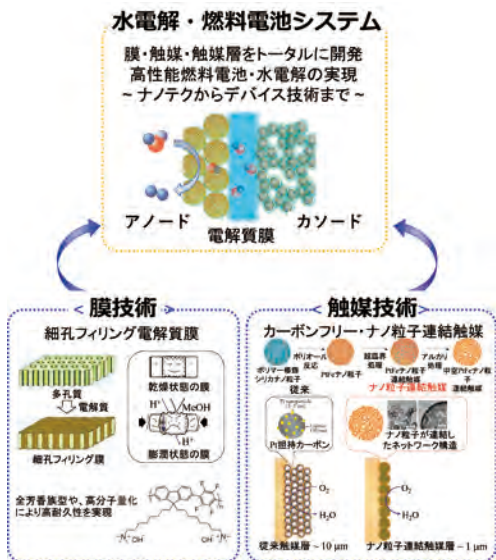 水電解・燃料電池システム
膜・触媒・触媒層をトータルに開発
高性能燃料電池・水電解の実現
~ナノテクからデバイス技術まで~
アノード
カソード
電解質膜
膜技術
細孔フィリング電解質膜
多孔質
電解質
細孔フィリング膜
乾燥状態の膜
H⁺
MeOH
H⁺
膨潤状態の膜
全芳香族型や、高分子量化
により高耐久性を実現
触媒技術
カーボンフリー・ナノ粒子連結触媒
ポリマー被覆
シリカナノ粒子
ポリオール
反応
PtFeナノ粒子
超臨界
処理
PtFeナノ粒子
連結触媒
アルカリ
処理
中空PtFeナノ粒子
連結触媒
従来
ナノ粒子連結触媒
Pt担持カーボン
ナノ粒子が連結した
ネットワーク構造
O₂
H₂O
O₂
H₂O
従来触媒層~10 μm
ナノ粒子連結触媒層~1 μm